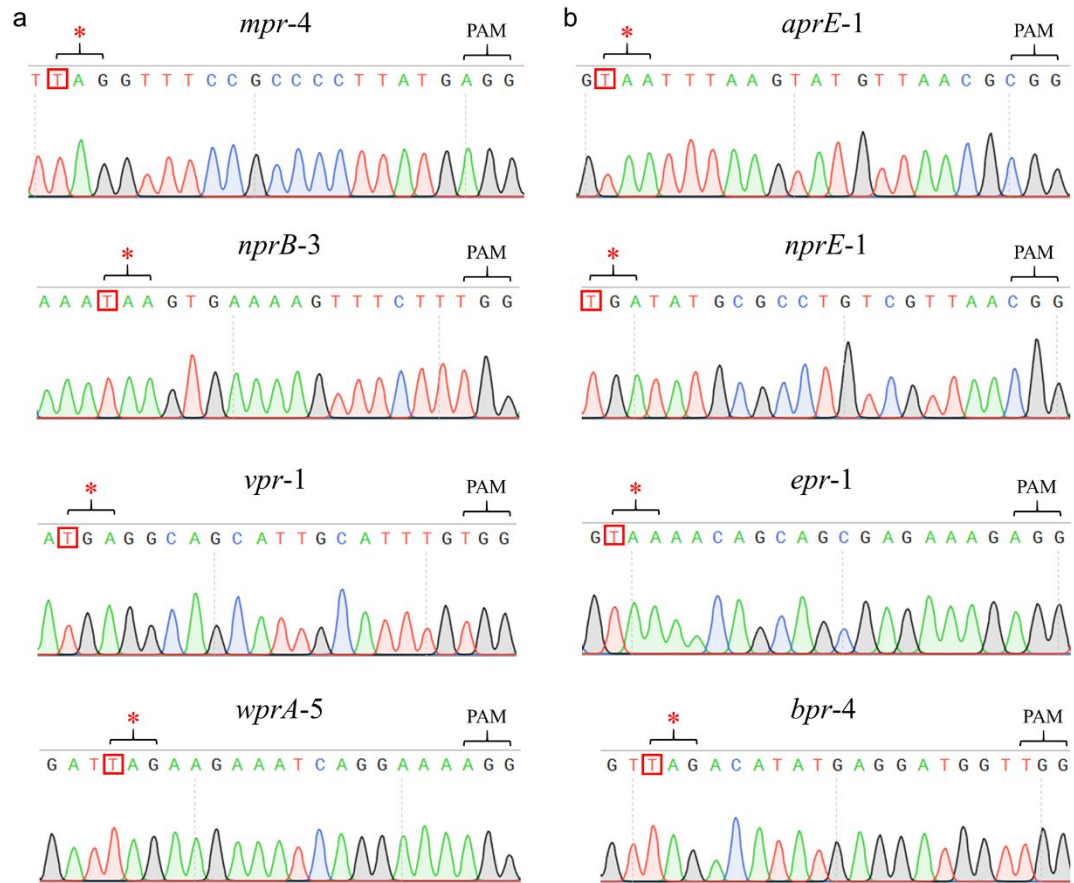 a
mpr-4
* PAM
T T A G G T T T C C G C C C C T T A T G A G G
nprB-3
* PAM
A A A T A A G T G A A A A G T T T C T T T G G
vpr-1
* PAM
A T G A G G C A G C A T T G C A T T T G T G G
wprA-5
* PAM
G A T T A G A A G A A A T C A G G A A A A G G
b
aprE-1
* PAM
G T A A T T T A A G T A T G T T A A C G C G G
nprE-1
* PAM
T G A T A T G C G C C T G T C G T T A A C G G
epr-1
* PAM
G T A A A A C A G C A G C G A G A A A G A G G
bpr-4
* PAM
G T T A G A C A T A T G A G G A T G G T T G G